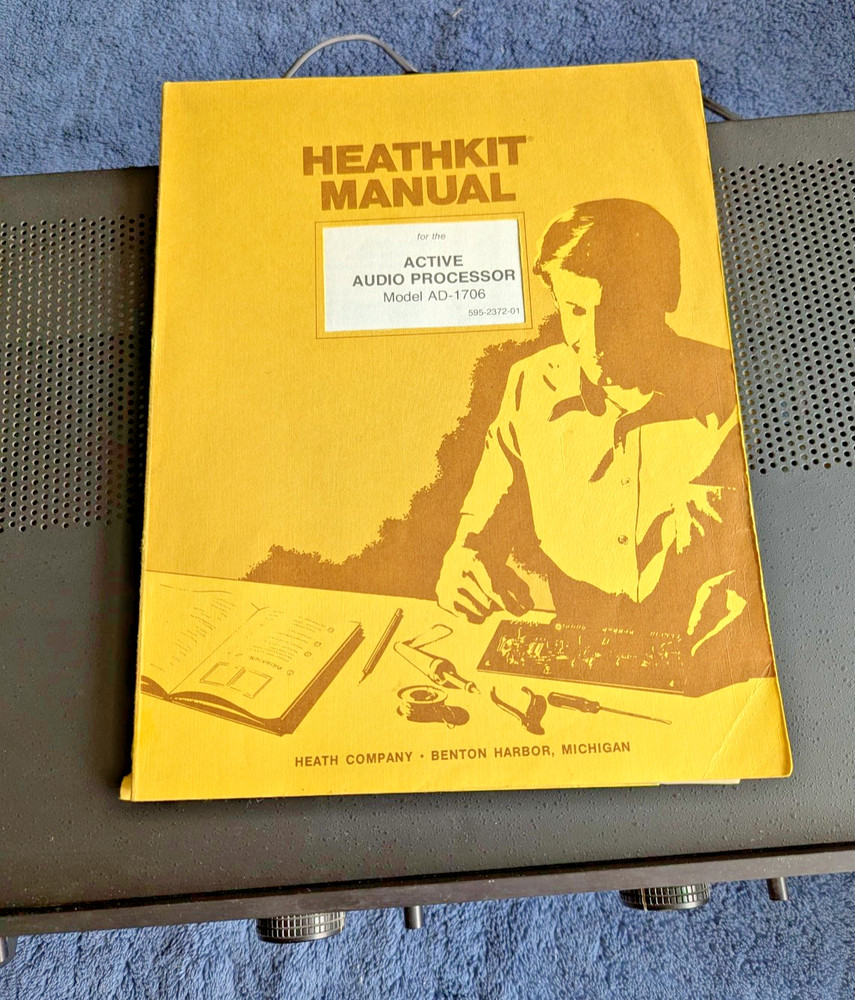 HEATHKIT®
MANUAL
for the
ACTIVE
AUDIO PROCESSOR
Model AD-1706
595-2372-01
HEATH COMPANY • BENTON HARBOR, MICHIGAN